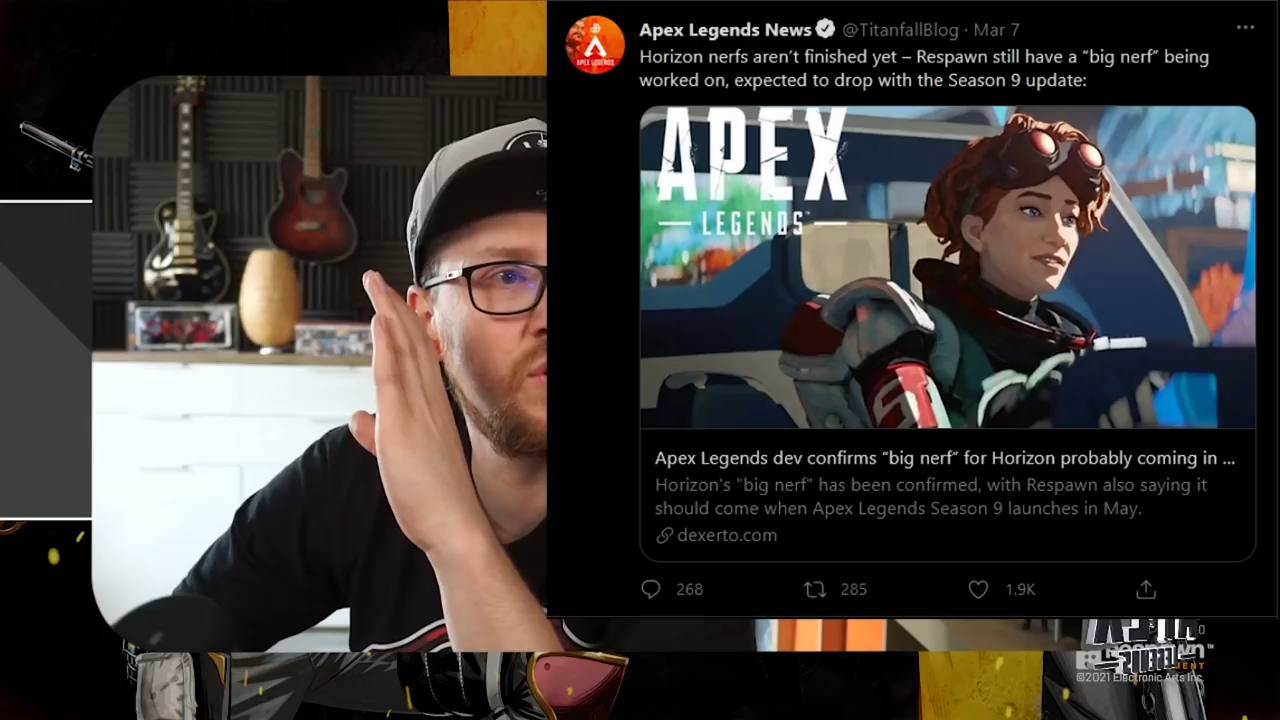 Apex Legends News @TitanfallBlog · Mar 7
Horizon nerfs aren't finished yet – Respawn still have a "big nerf" being
worked on, expected to drop with the Season 9 update:
APEX
LEGENDS
Apex Legends dev confirms "big nerf" for Horizon probably coming in ...
Horizon's "big nerf" has been confirmed, with Respawn also saying it
should come when Apex Legends Season 9 launches in May.
dexerto.com
268 285 1.9K
©2021 Electronic Arts Inc.